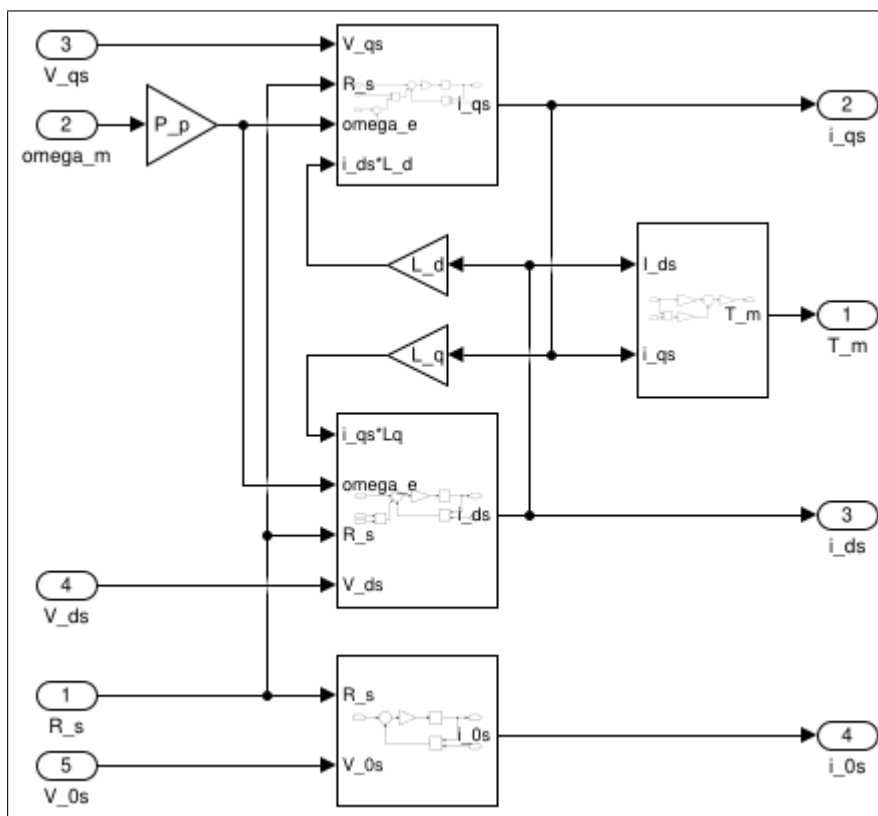 3
V_qs
2
omega_m
P_p
V_qs
R_s
omega_e
i_ds*L_d
i_qs
2
i_qs
L_d
L_q
I_ds
i_qs
T_m
1
T_m
i_qs*Lq
omega_e
R_s
V_ds
i_ds
3
i_ds
4
V_ds
1
R_s
5
V_0s
R_s
V_0s
i_0s
4
i_0s